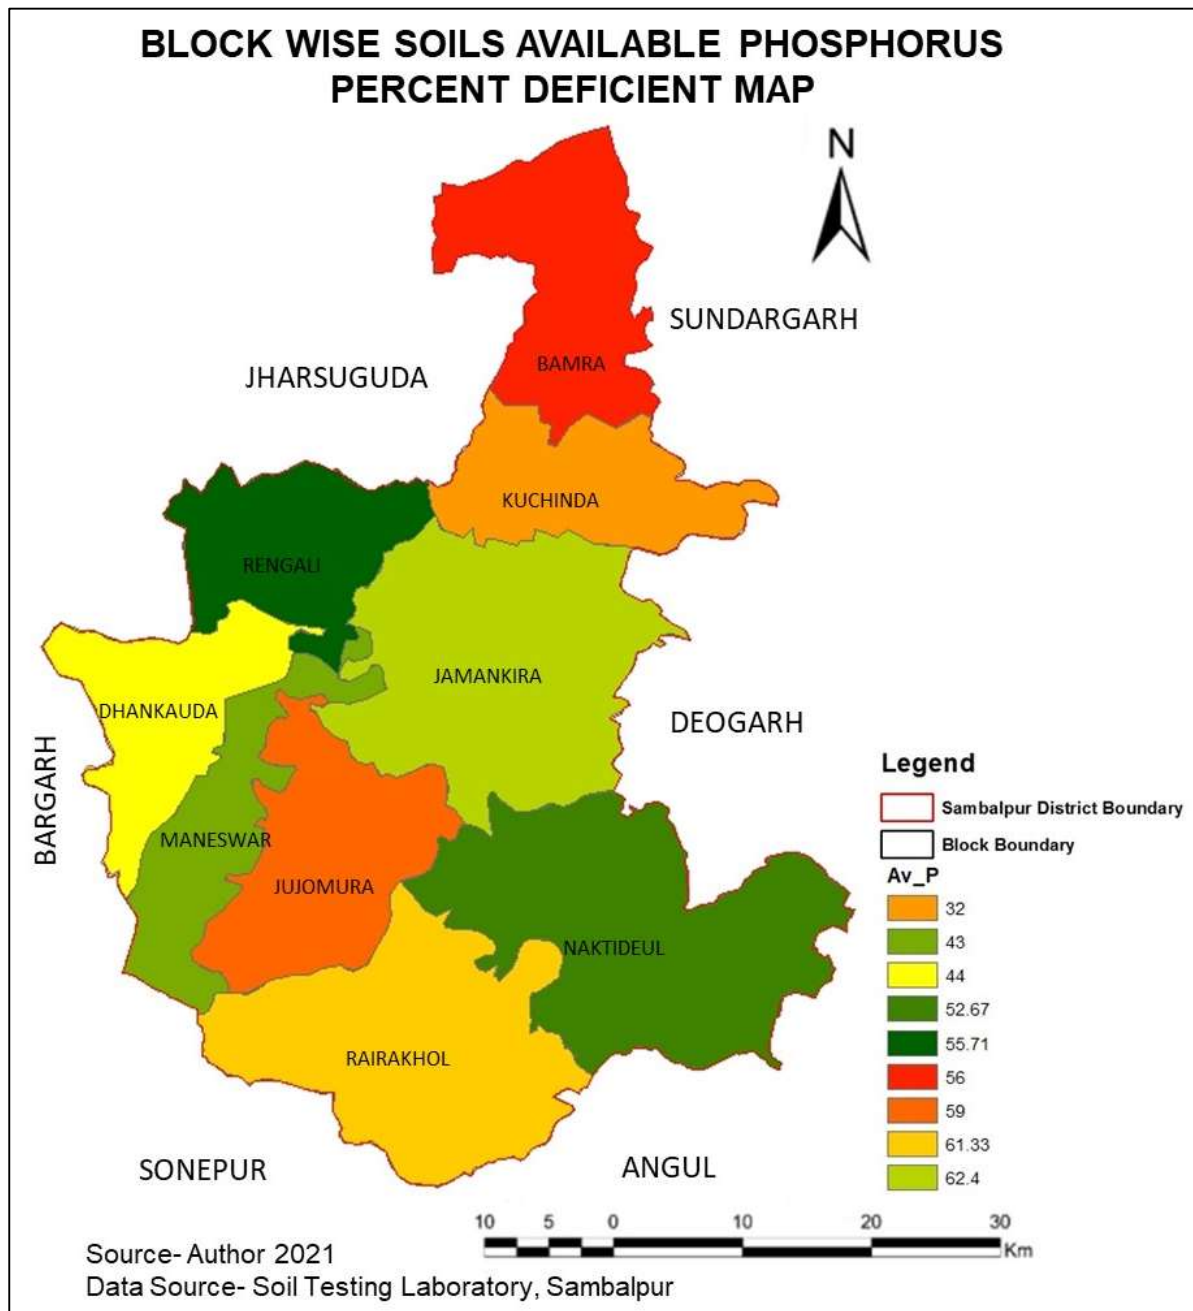 BLOCK WISE SOILS AVAILABLE PHOSPHORUS
PERCENT DEFICIENT MAP
N
SUNDARGARH
BAMRA
JHARSUGUDA
KUCHINDA
RENGALI
JAMANKIRA
DHANKAUDA
DEOGARH
BARGARH
MANESWAR
JUJOMURA
NAKTIDEUL
RAIRAKHOL
SONEPUR
ANGUL
Legend
Sambalpur District Boundary
Block Boundary
Av_P
32
43
44
52.67
55.71
56
59
61.33
62.4
10 5 0 10 20 30
Km
Source- Author 2021
Data Source- Soil Testing Laboratory, Sambalpur